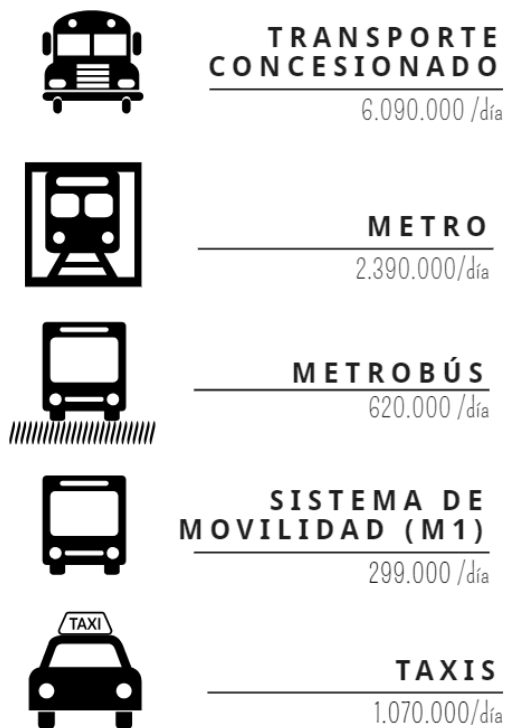 TRANSPORTE
CONCESIONADO
6.090.000 /día
METRO
2.390.000/día
METROBÚS
620.000 /día
SISTEMA DE
MOVILIDAD (M1)
299.000 /día
TAXI
TAXIS
1.070.000/día